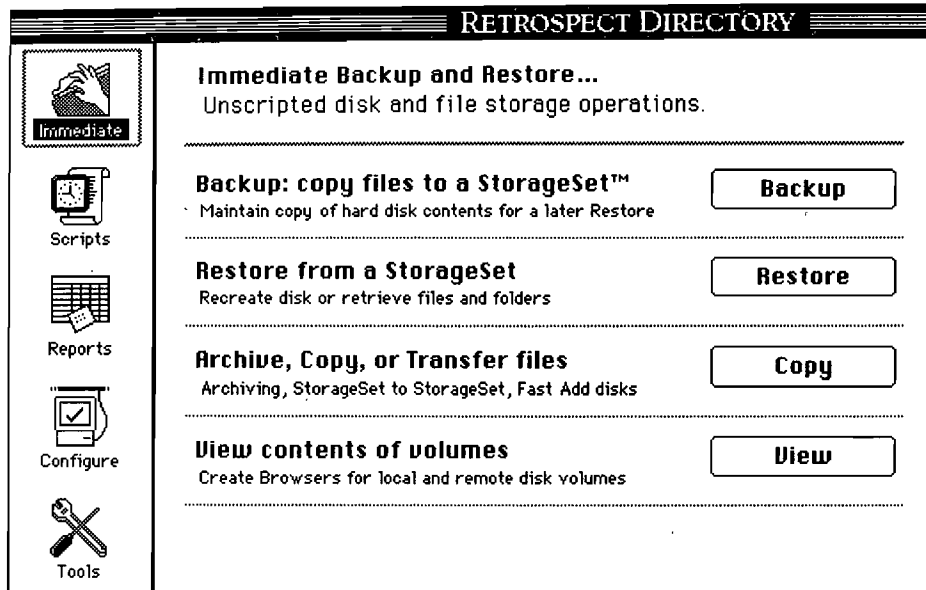 RETROSPECT DIRECTORY
Immediate
Scripts
Reports
Configure
Tools
Immediate Backup and Restore...
Unscripted disk and file storage operations.
Backup: copy files to a StorageSet™
Maintain copy of hard disk contents for a later Restore
Backup
Restore from a StorageSet
Recreate disk or retrieve files and folders
Restore
Archive, Copy, or Transfer files
Archiving, StorageSet to StorageSet, Fast Add disks
Copy
View contents of volumes
Create Browsers for local and remote disk volumes
View